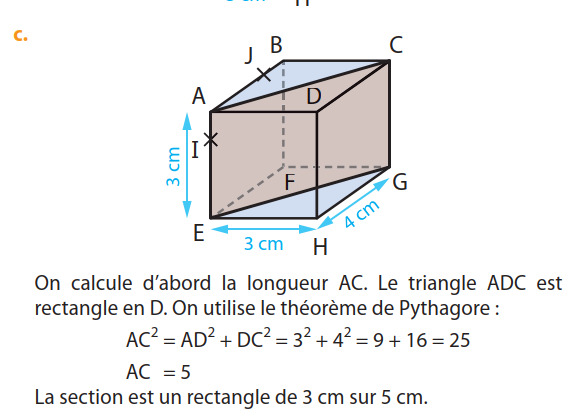 c.
B
C
J
A
D
I
3 cm
F
G
E
3 cm
H
4 cm
On calcule d'abord la longueur AC. Le triangle ADC est
rectangle en D. On utilise le théorème de Pythagore :
AC² = AD² + DC² = 3² + 4² = 9 + 16 = 25
AC = 5
La section est un rectangle de 3 cm sur 5 cm.